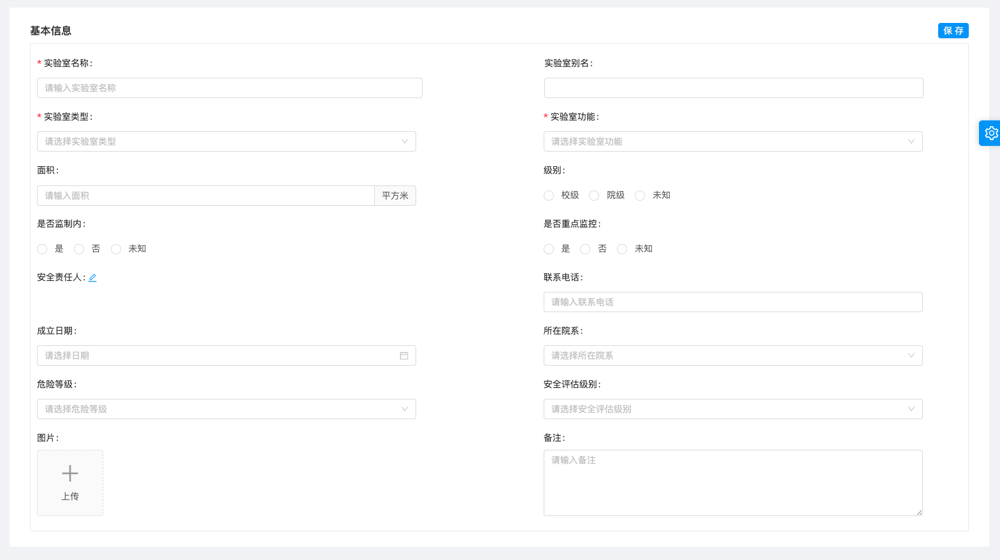 基本信息
保 存
* 实验室名称:
实验室别名:
请输入实验室名称
* 实验室类型:
* 实验室功能:
请选择实验室类型
请选择实验室功能
面积:
级别:
请输入面积
平方米
校级 院级 未知
是否监制内:
是否重点监控:
是 否 未知
是 否 未知
安全责任人:
联系电话:
请输入联系电话
成立日期:
所在院系:
请选择日期
请选择所在院系
危险等级:
安全评估级别:
请选择危险等级
请选择安全评估级别
图片:
备注:
请输入备注
上传